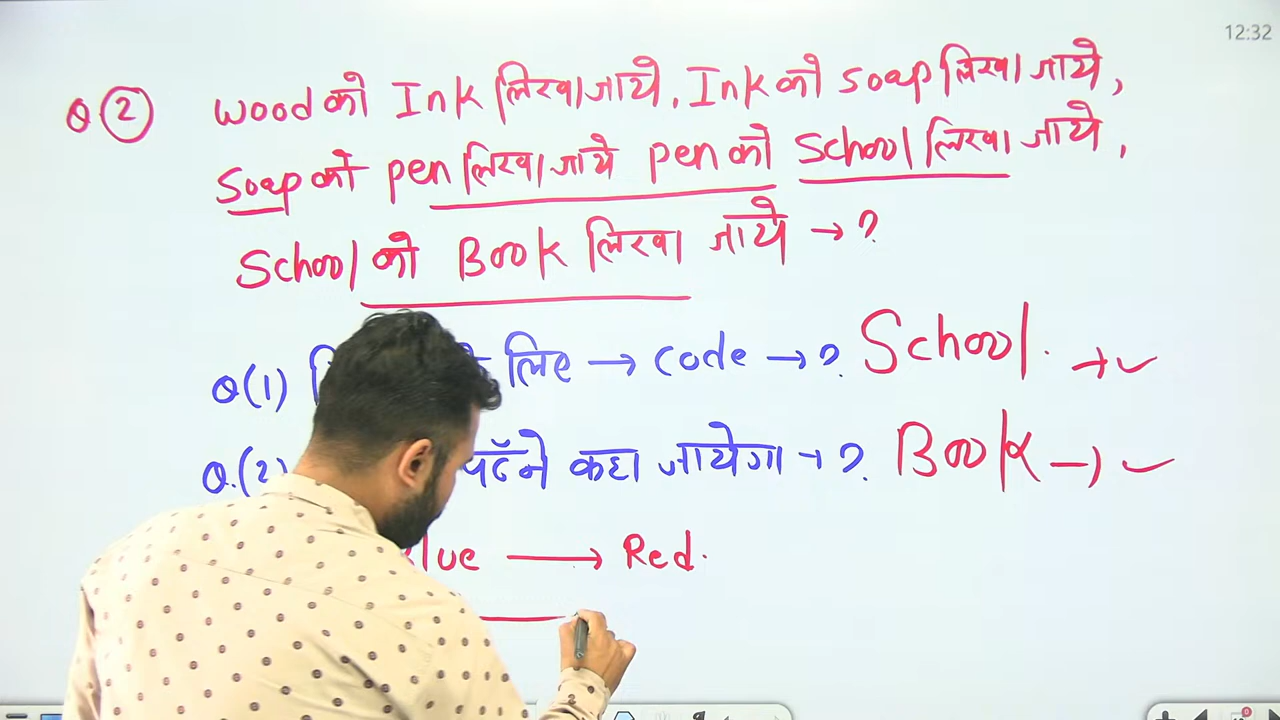 12:32
Q② Wood को Ink लिखा जाये, Ink को Soap लिखा जाये,
Soap को pen लिखा जाये pen को School लिखा जाये,
School को Book लिखा जाये → ?
Q(1) लिए → code → ? School. → ✓
Q.(2) पढ़ने कहा जायेगा → ? Book → ✓
lue → Red.